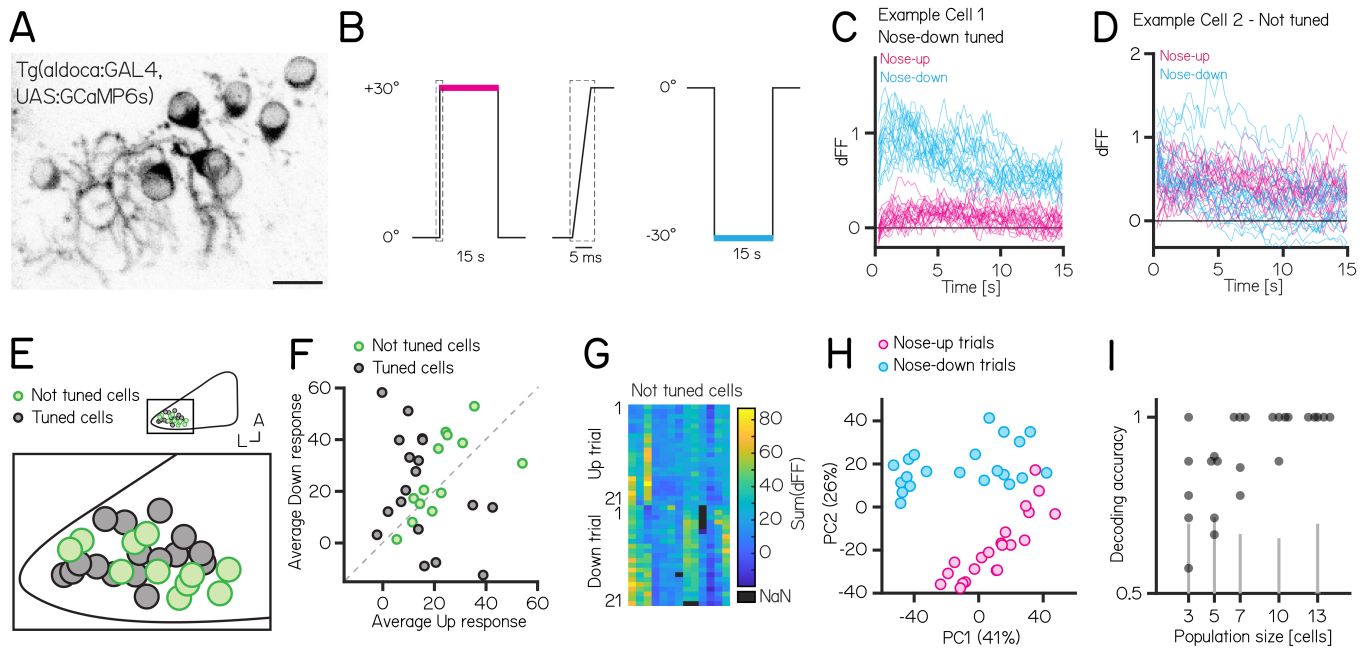 A
Tg(aldoca:GAL4,
UAS:GCaMP6s)
B
+30°
0°
15 s
5 ms
0°
-30°
15 s
C
Example Cell 1
Nose-down tuned
Nose-up
Nose-down
1
0
dFF
0
5
10
15
Time [s]
D
Example Cell 2 - Not tuned
Nose-up
Nose-down
2
1
0
dFF
0
5
10
15
Time [s]
E
Not tuned cells
Tuned cells
A
L
F
Not tuned cells
Tuned cells
60
40
20
0
Average Down response
0
20
40
60
Average Up response
G
Not tuned cells
1
Up trial
21
1
Down trial
21
80
60
40
20
0
Sum(dFF)
NaN
H
Nose-up trials
Nose-down trials
40
20
0
-20
-40
PC2 (26%)
-40
0
40
PC1 (41%)
I
1
0.5
Decoding accuracy
3
5
7
10
13
Population size [cells]